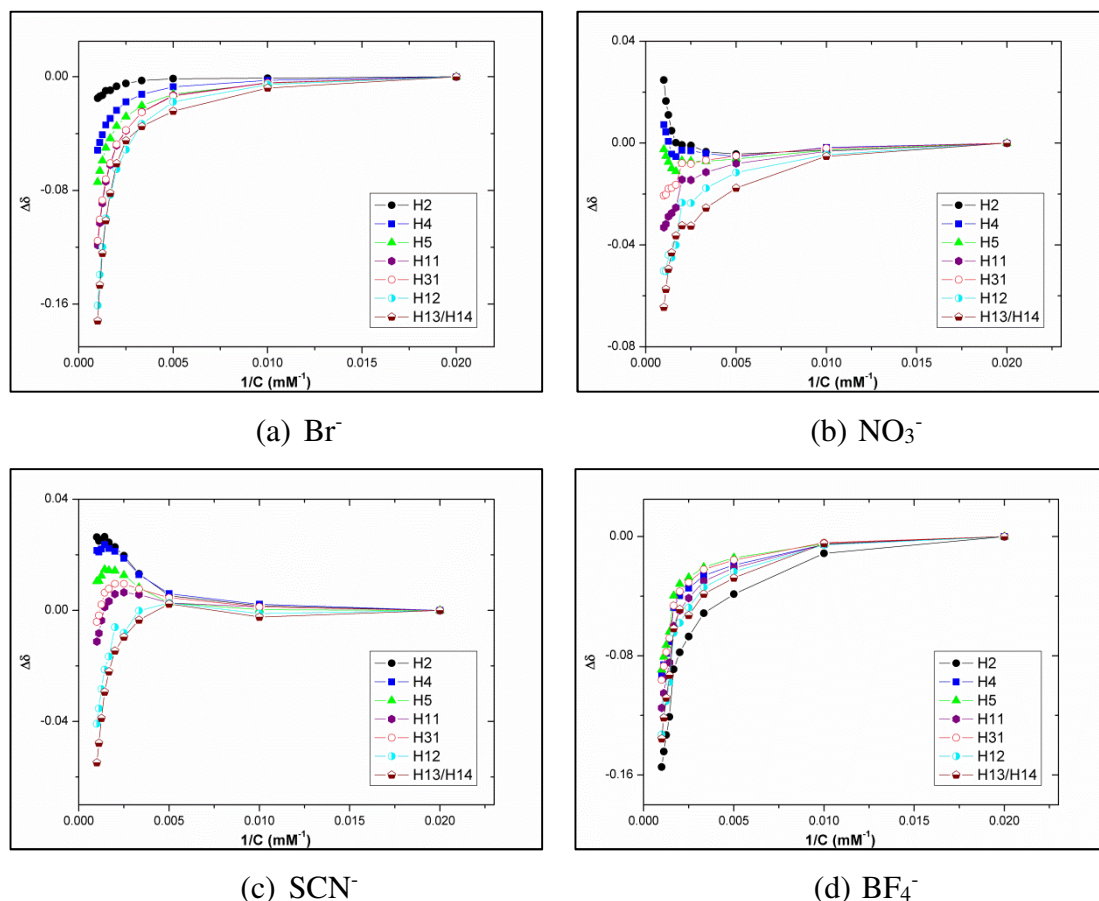 0.00
-0.08
-0.16
Δδ
0.000 0.005 0.010 0.015 0.020
1/C (mM⁻¹)
H2
H4
H5
H11
H31
H12
H13/H14
(a) Br⁻
0.04
0.00
-0.04
-0.08
Δδ
0.000 0.005 0.010 0.015 0.020
1/C (mM⁻¹)
H2
H4
H5
H11
H31
H12
H13/H14
(b) NO₃⁻
0.04
0.00
-0.04
Δδ
0.000 0.005 0.010 0.015 0.020
1/C (mM⁻¹)
H2
H4
H5
H11
H31
H12
H13/H14
(c) SCN⁻
0.00
-0.08
-0.16
Δδ
0.000 0.005 0.010 0.015 0.020
1/C (mM⁻¹)
H2
H4
H5
H11
H31
H12
H13/H14
(d) BF₄⁻